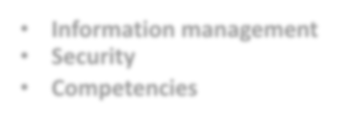 • Information management
• Security
• Competencies